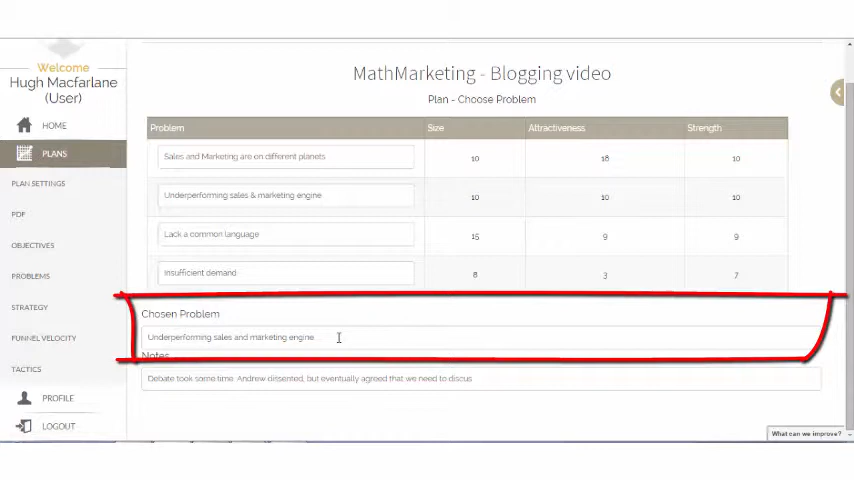 Welcome
Hugh Macfarlane
(User)
HOME
PLANS
PLAN SETTINGS
PDF
OBJECTIVES
PROBLEMS
STRATEGY
FUNNEL VELOCITY
TACTICS
PROFILE
LOGOUT
MathMarketing - Blogging video
Plan - Choose Problem
Problem Size Attractiveness Strength
Sales and Marketing are on different planets 10 18 10
Underperforming sales & marketing engine 10 10 10
Lack a common language 15 9 9
Insufficient demand 8 3 7
Chosen Problem
Underperforming sales and marketing engine
Notes
Debate took some time. Andrew dissented, but eventually agreed that we need to discus
What can we improve?